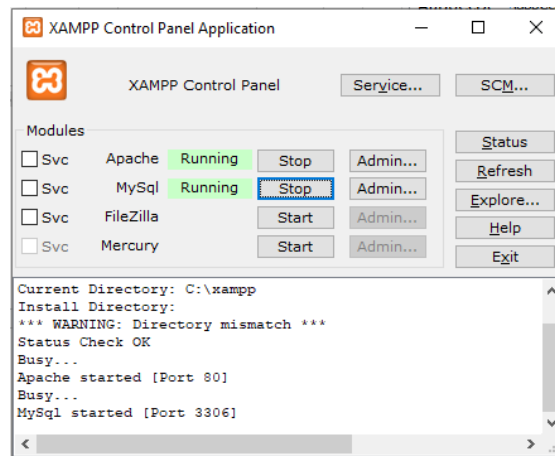 XAMPP Control Panel Application
XAMPP Control Panel
Service...
SCM...
Modules
Svc Apache Running Stop Admin...
Svc MySql Running Stop Admin...
Svc FileZilla Start Admin...
Svc Mercury Start Admin...
Status
Refresh
Explore...
Help
Exit
Current Directory: C:\xampp
Install Directory:
*** WARNING: Directory mismatch ***
Status Check OK
Busy...
Apache started [Port 80]
Busy...
MySql started [Port 3306]